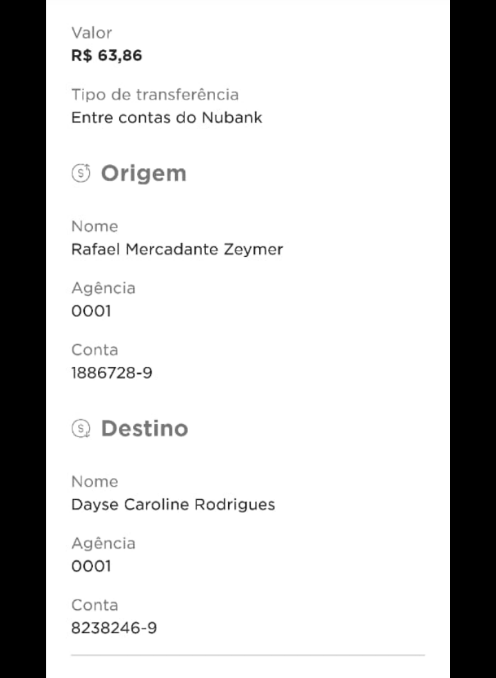 Valor
R$ 63,86
Tipo de transferência
Entre contas do Nubank
Origem
Nome
Rafael Mercadante Zeymer
Agência
0001
Conta
1886728-9
Destino
Nome
Dayse Caroline Rodrigues
Agência
0001
Conta
8238246-9